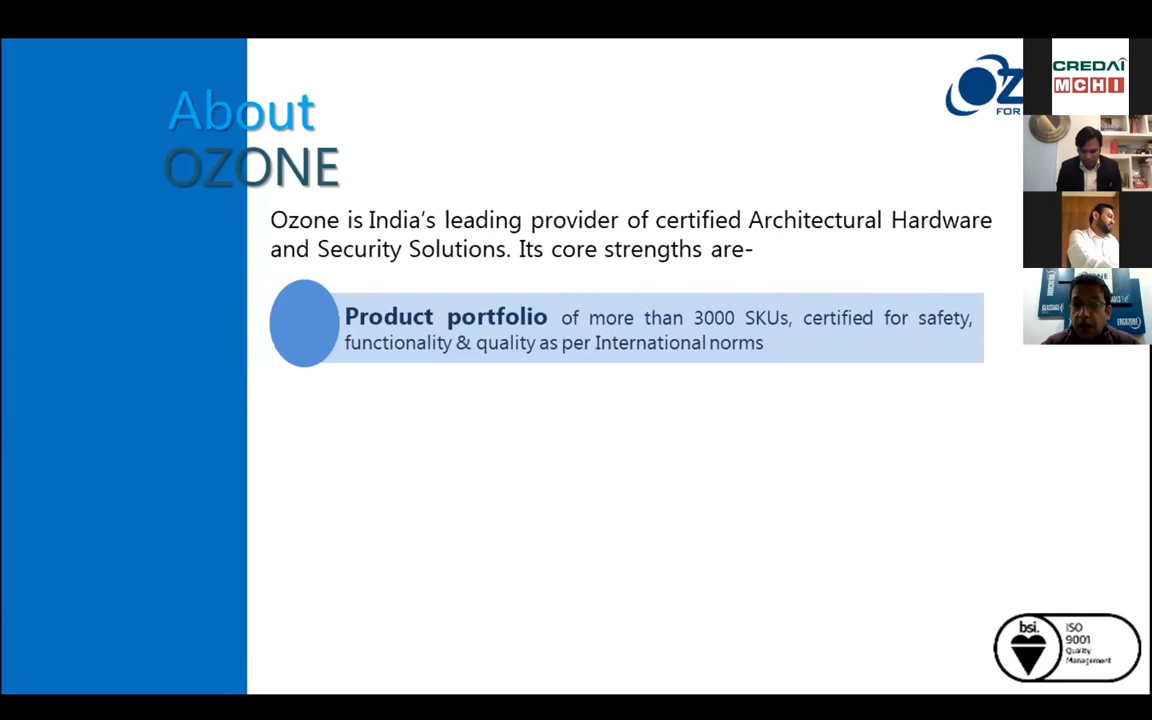 About
OZONE
OZ
FOR
CREDAI
MCHI
Ozone is India's leading provider of certified Architectural Hardware
and Security Solutions. Its core strengths are-
Product portfolio of more than 3000 SKUs, certified for safety,
functionality & quality as per International norms
bsi.
ISO
9001
Quality
Management